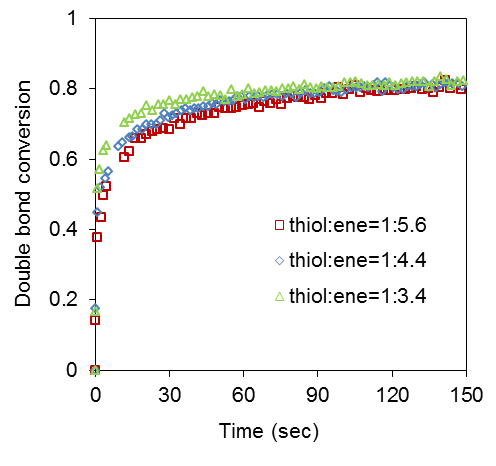 1
0.8
0.6
0.4
0.2
0
Double bond conversion
thiol:ene=1:5.6
thiol:ene=1:4.4
thiol:ene=1:3.4
0 30 60 90 120 150
Time (sec)